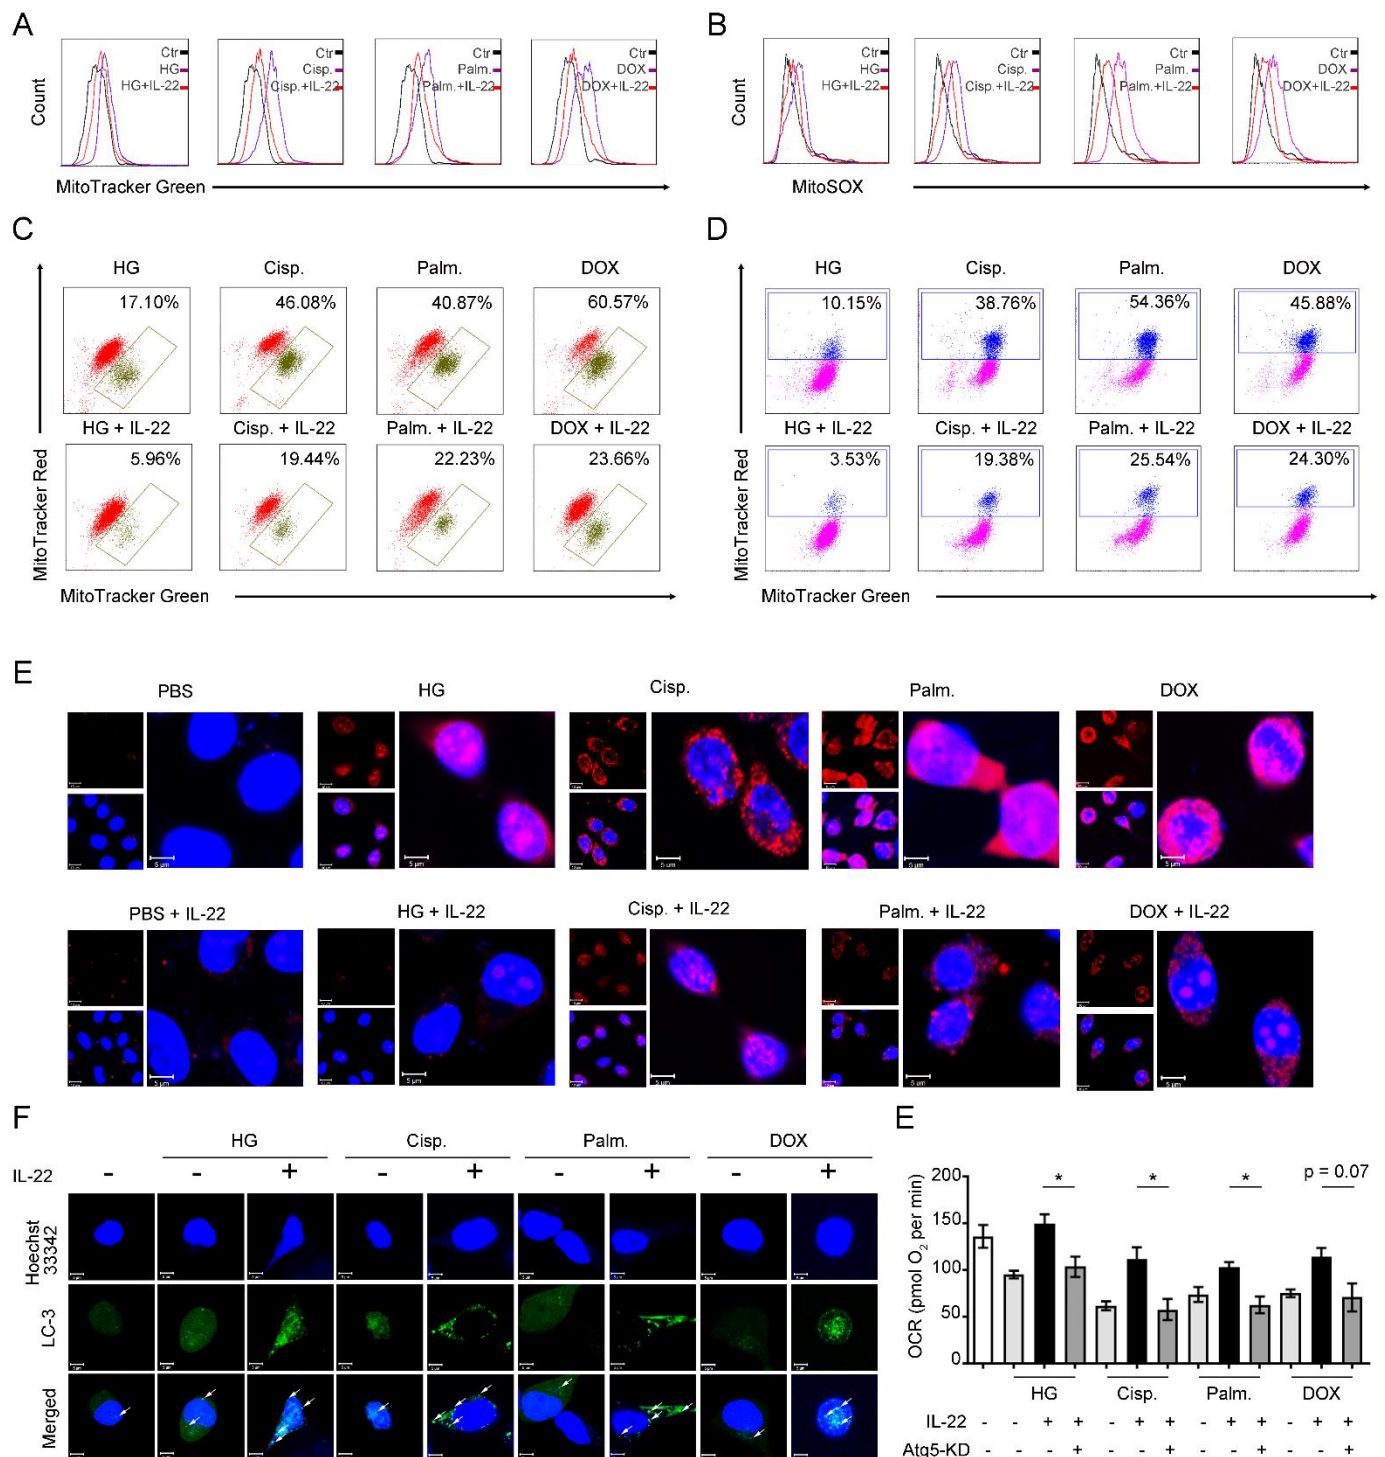 A
B
Ctr
HG
HG+IL-22
Ctr
Cisp.
Cisp.+IL-22
Ctr
Palm.
Palm.+IL-22
Ctr
DOX
DOX+IL-22
Count
MitoTracker Green
Ctr
HG
HG+IL-22
Ctr
Cisp.
Cisp.+IL-22
Ctr
Palm.
Palm.+IL-22
Ctr
DOX
DOX+IL-22
Count
MitoSOX
C
HG Cisp. Palm. DOX
17.10% 46.08% 40.87% 60.57%
HG + IL-22 Cisp. + IL-22 Palm. + IL-22 DOX + IL-22
5.96% 19.44% 22.23% 23.66%
MitoTracker Red
MitoTracker Green
D
HG Cisp. Palm. DOX
10.15% 38.76% 54.36% 45.88%
HG + IL-22 Cisp. + IL-22 Palm. + IL-22 DOX + IL-22
3.53% 19.38% 25.54% 24.30%
MitoTracker Red
MitoTracker Green
E
PBS HG Cisp. Palm. DOX
5 µm 5 µm 5 µm 5 µm 5 µm
PBS + IL-22 HG + IL-22 Cisp. + IL-22 Palm. + IL-22 DOX + IL-22
5 µm 5 µm 5 µm 5 µm 5 µm
F
HG Cisp. Palm. DOX
IL-22 - - + - + - + - +
Hoechst
33342
LC-3
Merged
E
OCR (pmol O2 per min)
200
150
100
50
0
* * * p = 0.07
HG Cisp. Palm. DOX
IL-22 - - + + - + + - + + - + +
Atg5-KD - - - + - - + - - + - - +